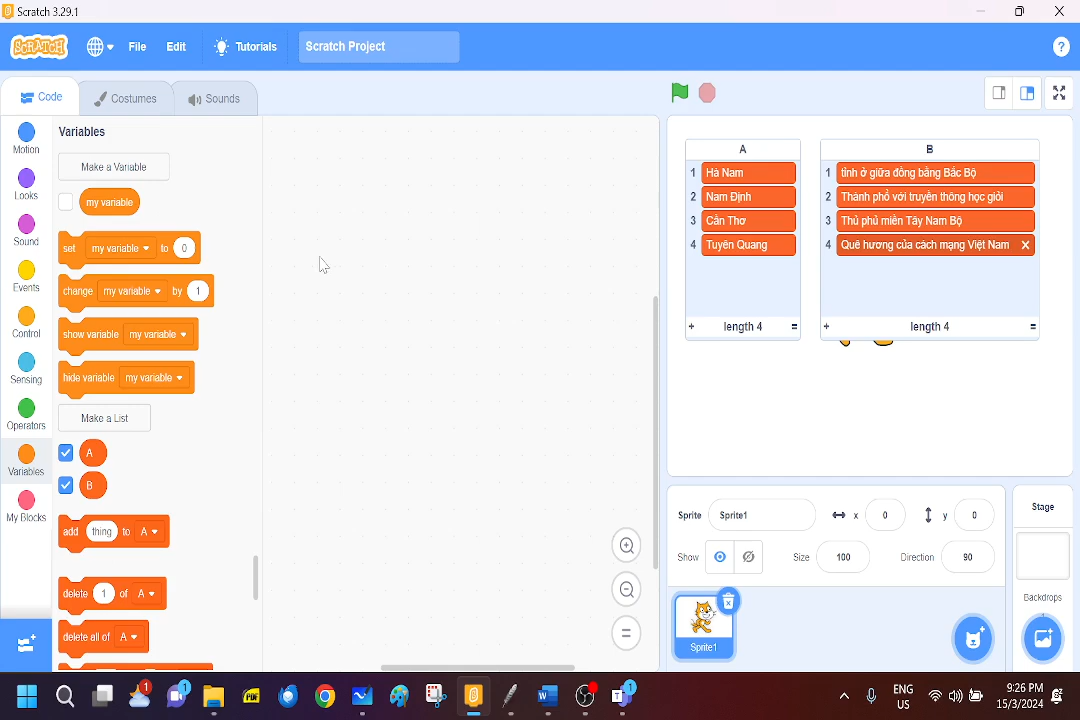 Scratch 3.29.1
SCRATCH
File
Edit
Tutorials
Scratch Project
?
Code
Costumes
Sounds
Motion
Looks
Sound
Events
Control
Sensing
Operators
Variables
My Blocks
Variables
Make a Variable
my variable
set my variable to 0
change my variable by 1
show variable my variable
hide variable my variable
Make a List
A
B
add thing to A
delete 1 of A
delete all of A
A
1 Hà Nam
2 Nam Định
3 Cần Thơ
4 Tuyên Quang
+ length 4 =
B
1 tỉnh ở giữa đồng bằng Bắc Bộ
2 Thành phố với truyền thông học giỏi
3 Thủ phủ miền Tây Nam Bộ
4 Quê hương của cách mạng Việt Nam
+ length 4 =
Sprite Sprite1 x 0 y 0
Show Size 100 Direction 90
Sprite1
Stage
Backdrops
1
1
PDF
1
ENG
US
9:26 PM
15/3/2024